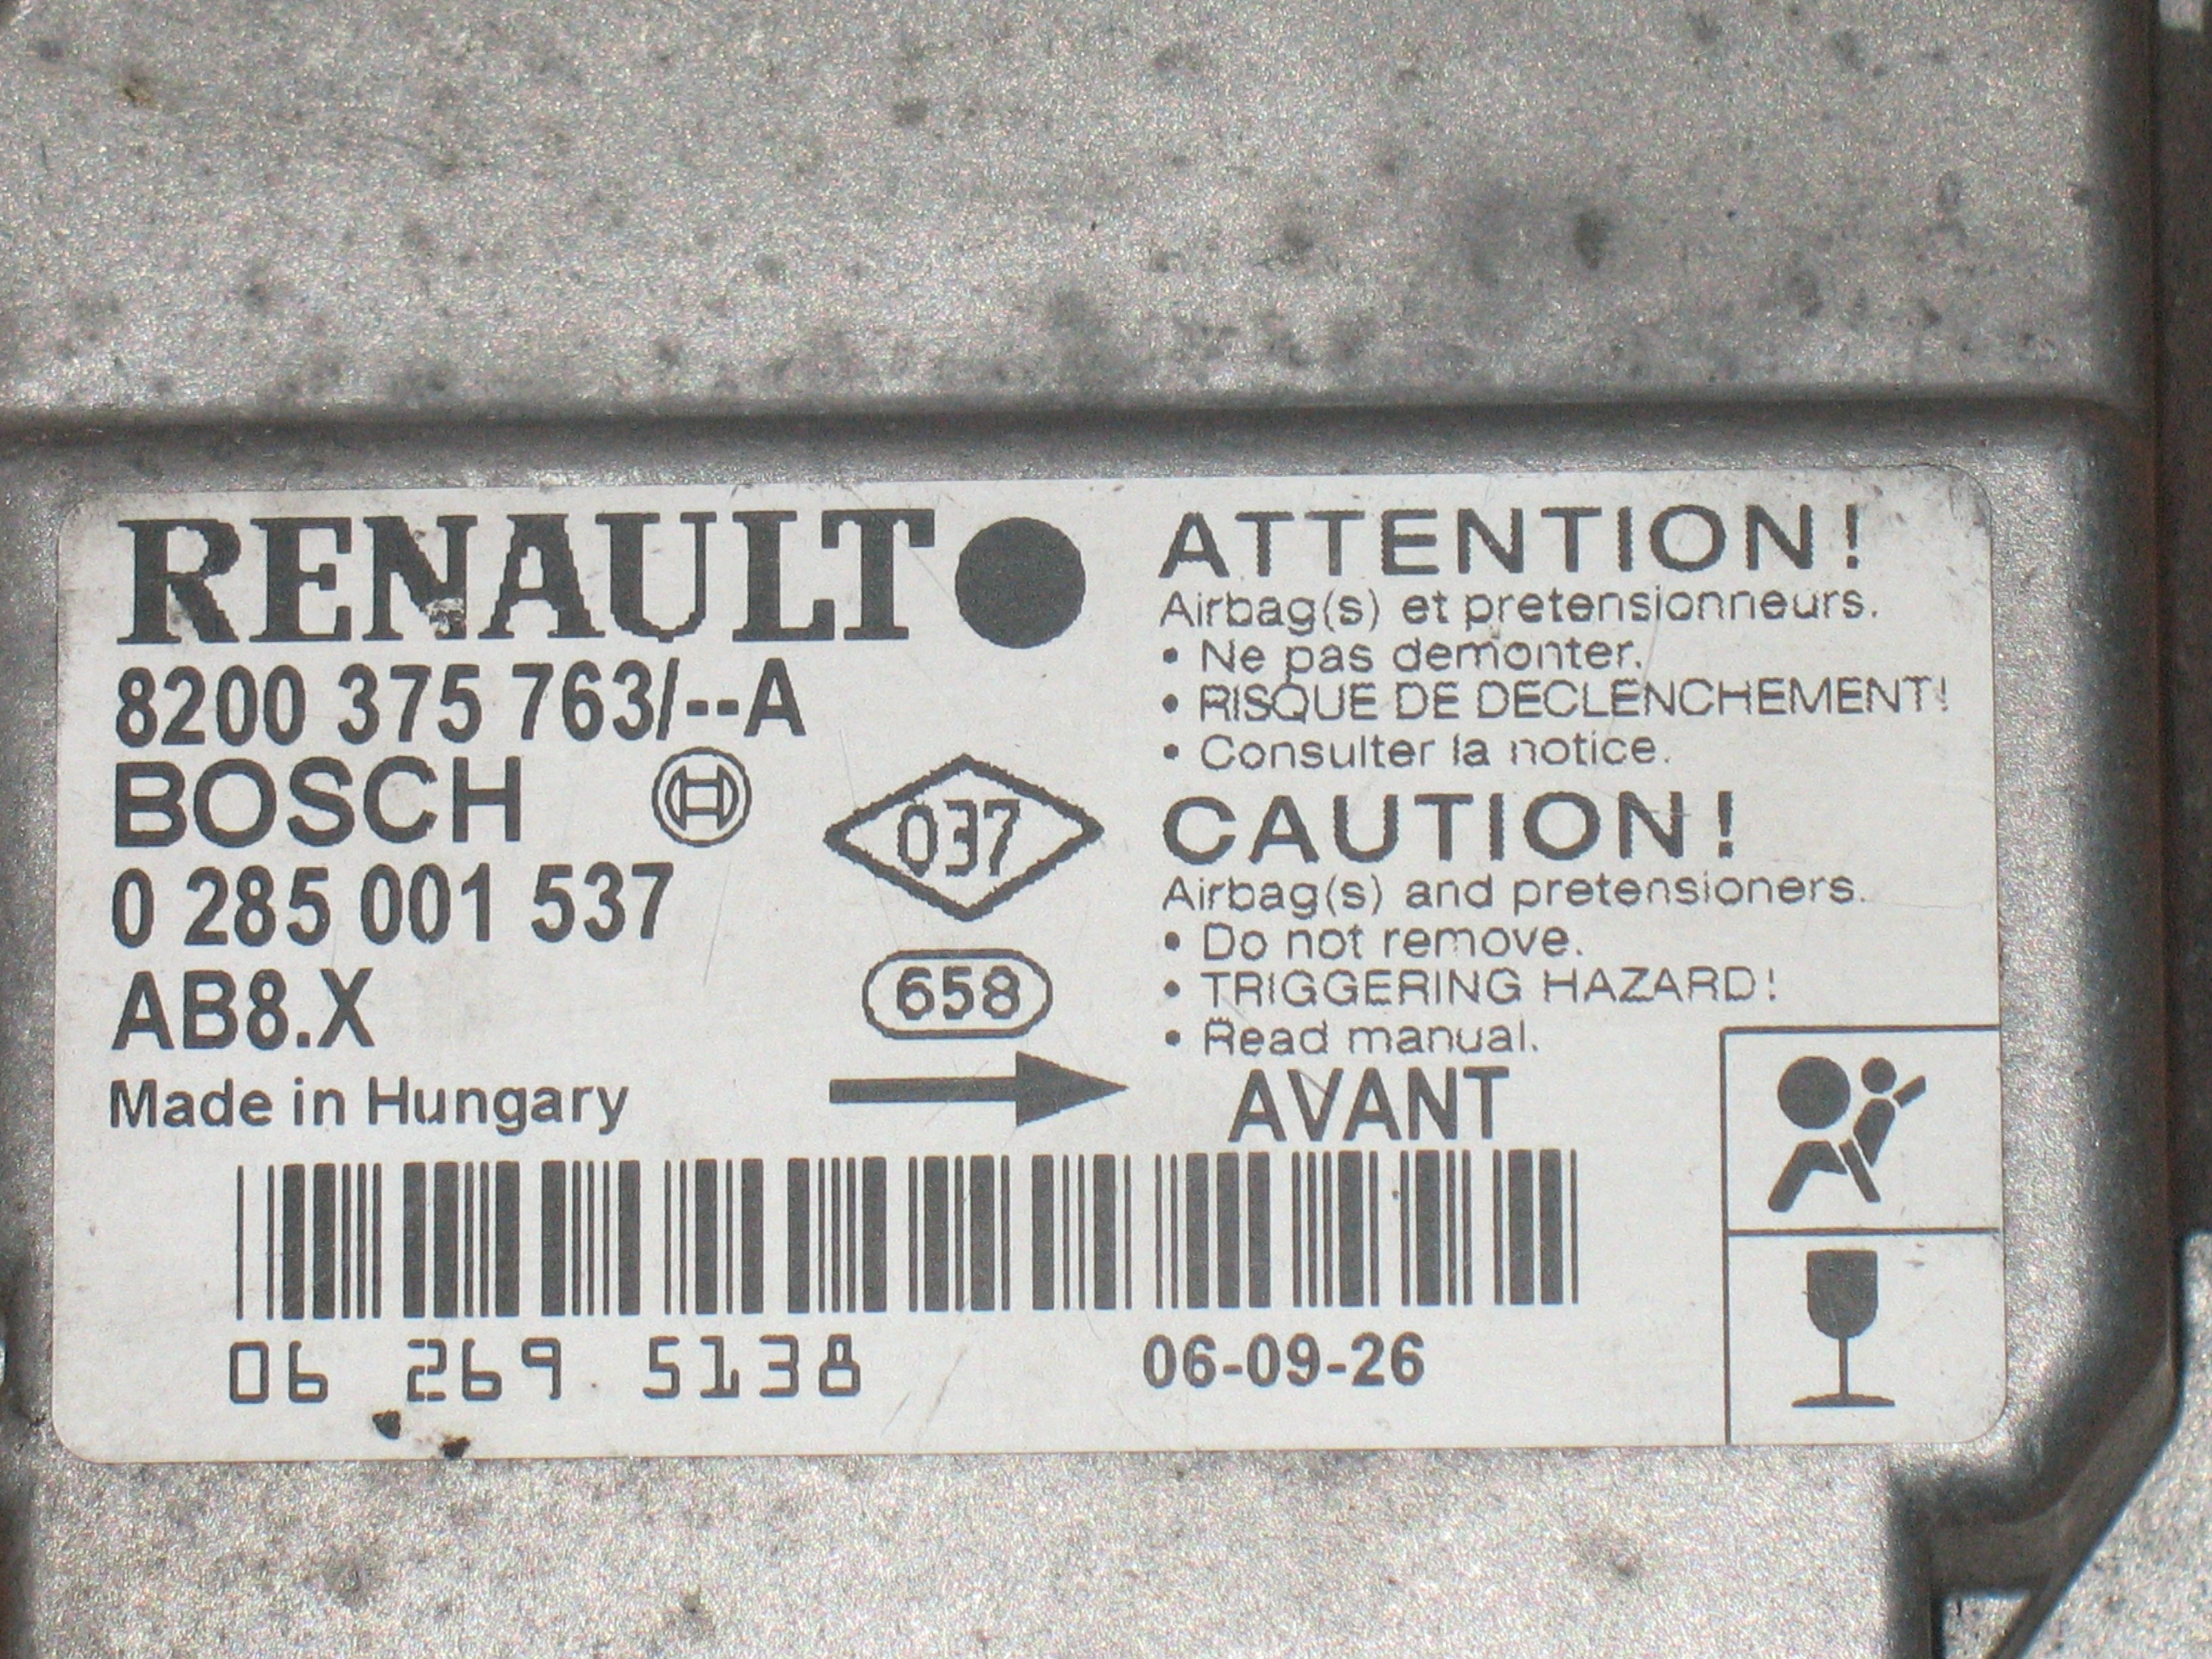 RENAULT
8200 375 763/--A
BOSCH
0 285 001 537
AB8.X
Made in Hungary
037
658
ATTENTION!
Airbag(s) et pretensionneurs.
• Ne pas demonter.
• RISQUE DE DECLENCHEMENT!
• Consulter la notice.
CAUTION!
Airbag(s) and pretensioners.
• Do not remove.
• TRIGGERING HAZARD!
• Read manual.
AVANT
06 269 5138 06-09-26